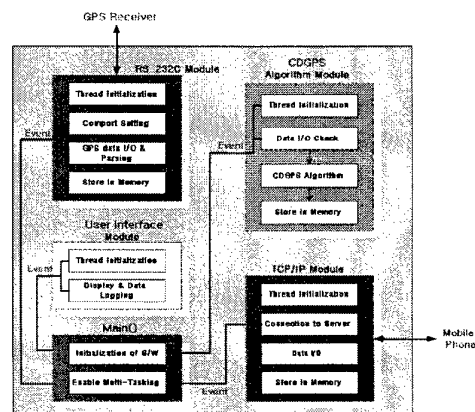 GPS Receiver
RS_232C Module
Thread Initialization
Event
Comport Setting
GPS data I/O &
Parsing
Store in Memory
CDGPS
Algorithm Module
Thread Initialization
Event
Data I/O Check
CDGPS Algorithm
Store in Memory
User Interface
Module
Thread Initialization
Event
Display & Data
Logging
Main()
Initialization of S/W
Enable Multi-Tasking
Event
TCP/IP Module
Thread Initialization
Connection to Server
Data I/O
Store in Memory
Mobile
Phone